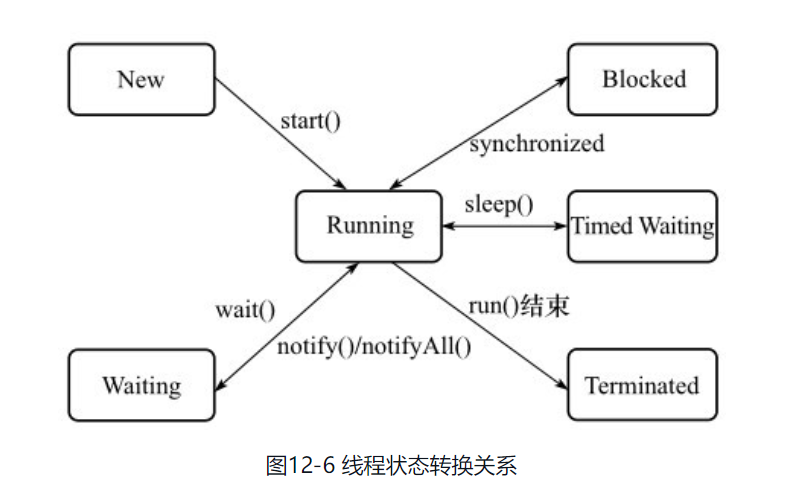 New
Blocked
start()
synchronized
sleep()
Running
Timed Waiting
wait()
run()结束
notify()/notifyAll()
Waiting
Terminated
图12-6 线程状态转换关系